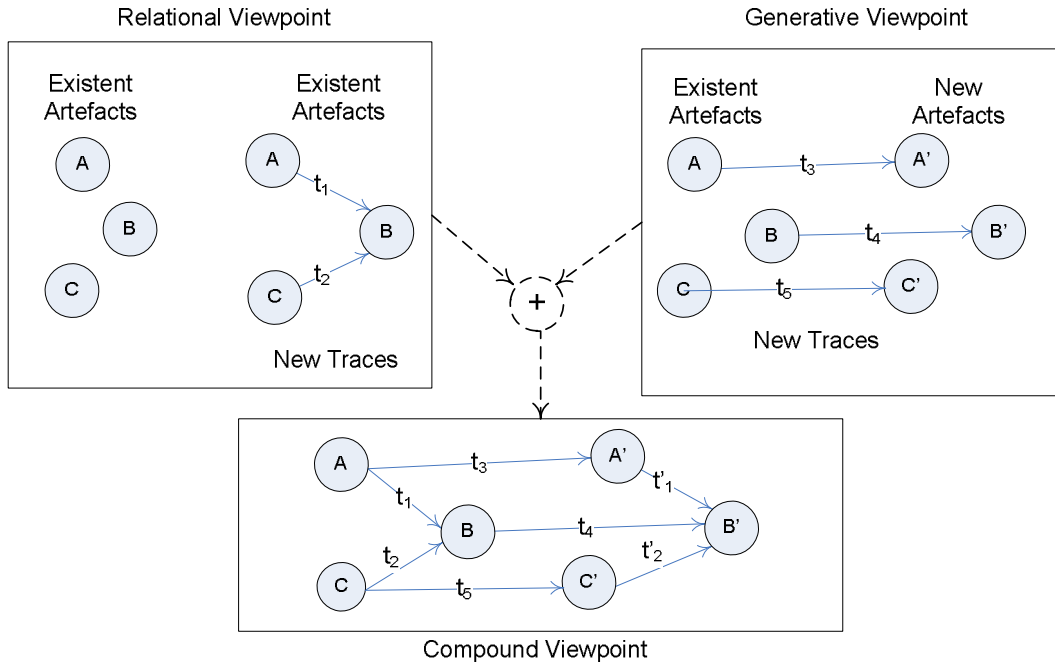 Relational Viewpoint
Existent
Artefacts
A
B
C
Existent
Artefacts
A
t1
B
t2
C
New Traces
Generative Viewpoint
Existent
Artefacts
New
Artefacts
A
t3
A'
B
t4
B'
C
t5
C'
New Traces
+
A
t3
A'
t1
t'1
B
t4
B'
t2
t'2
C
t5
C'
Compound Viewpoint